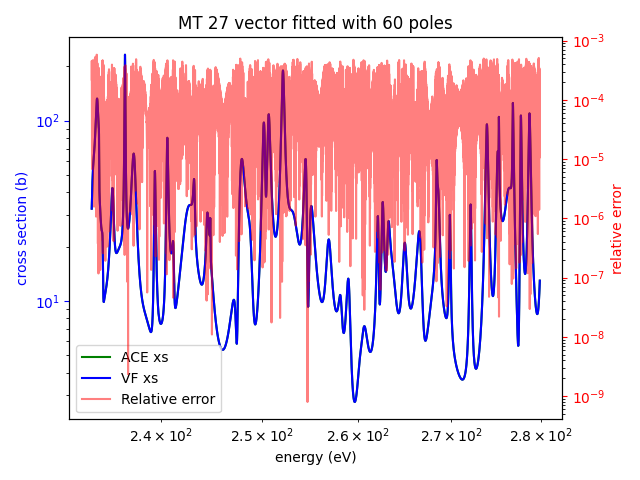 MT 27 vector fitted with 60 poles
cross section (b)
10²
10¹
10⁻³
10⁻⁴
10⁻⁵
10⁻⁶
10⁻⁷
10⁻⁸
10⁻⁹
relative error
ACE xs
VF xs
Relative error
2.4 × 10² 2.5 × 10² 2.6 × 10² 2.7 × 10² 2.8 × 10²
energy (eV)